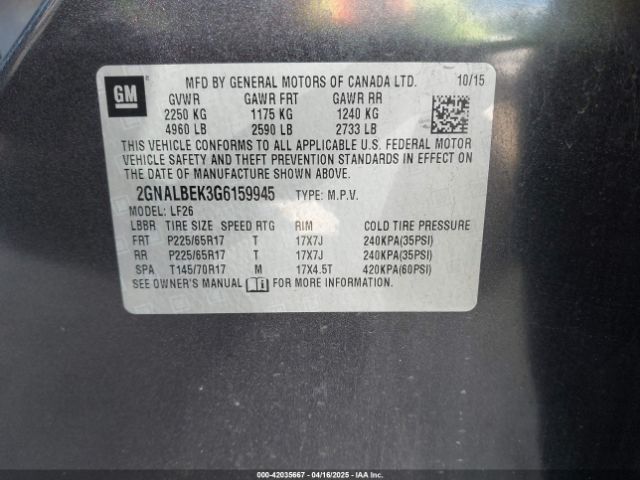 GM
MFD BY GENERAL MOTORS OF CANADA LTD. 10/15
GVWR GAWR FRT GAWR RR
2250 KG 1175 KG 1240 KG
4960 LB 2590 LB 2733 LB
THIS VEHICLE CONFORMS TO ALL APPLICABLE U.S. FEDERAL MOTOR
VEHICLE SAFETY AND THEFT PREVENTION STANDARDS IN EFFECT ON
THE DATE OF MANUFACTURE SHOWN ABOVE.
2GNALBEK3G6159945 TYPE: M.P.V.
MODEL: LF26
LBBR TIRE SIZE SPEED RTG RIM COLD TIRE PRESSURE
FRT P225/65R17 T 17X7J 240KPA(35PSI)
RR P225/65R17 T 17X7J 240KPA(35PSI)
SPA T145/70R17 M 17X4.5T 420KPA(60PSI)
SEE OWNER'S MANUAL FOR MORE INFORMATION.
000-42035667 - 04/16/2025 - IAAI.COM